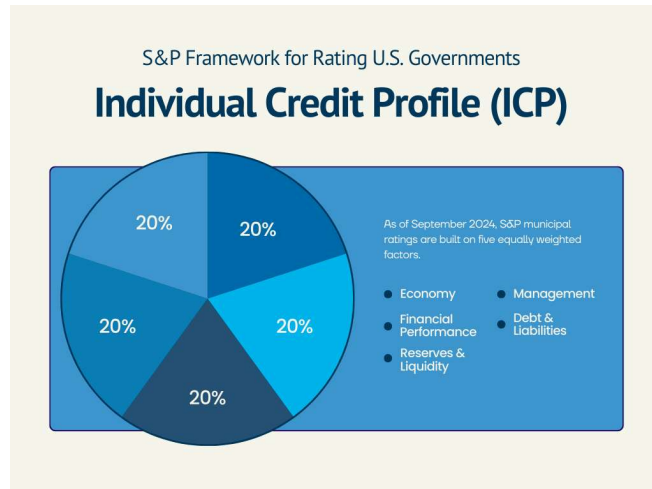 S&P Framework for Rating U.S. Governments
Individual Credit Profile (ICP)
20%
20%
20%
20%
20%
As of September 2024, S&P municipal
ratings are built on five equally weighted
factors.
Economy
Financial
Performance
Reserves &
Liquidity
Management
Debt &
Liabilities